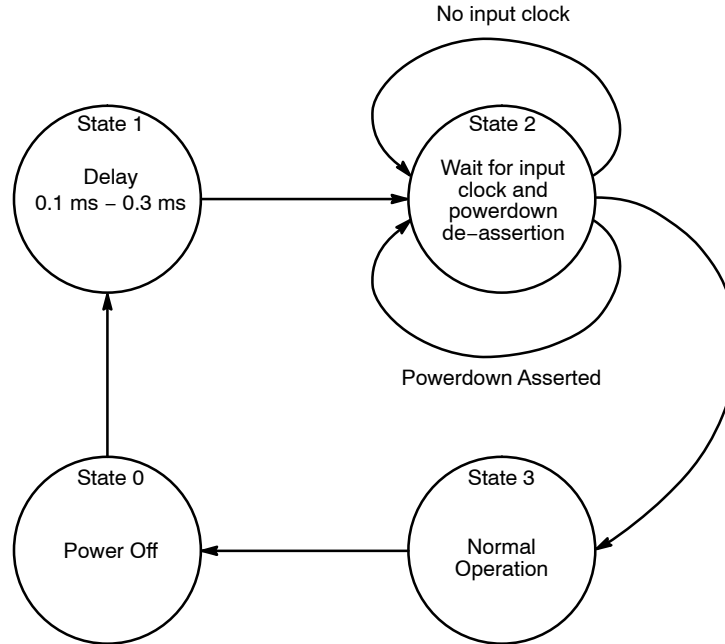 No input clock
State 1
Delay
0.1 ms − 0.3 ms
State 2
Wait for input
clock and
powerdown
de−assertion
Powerdown Asserted
State 0
Power Off
State 3
Normal
Operation